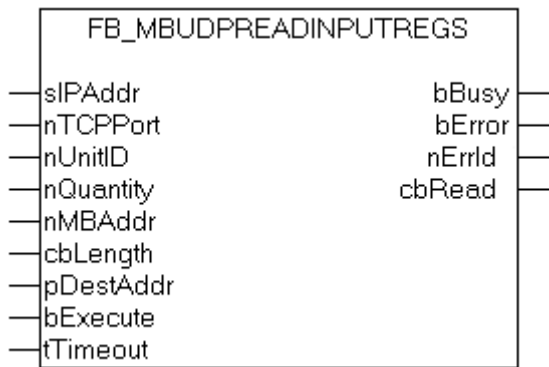 FB_MBUDPREADINPUTREGS
sIPAddr bBusy
nTCPPort bError
nUnitID nErrId
nQuantity cbRead
nMBAddr
cbLength
pDestAddr
bExecute
tTimeout